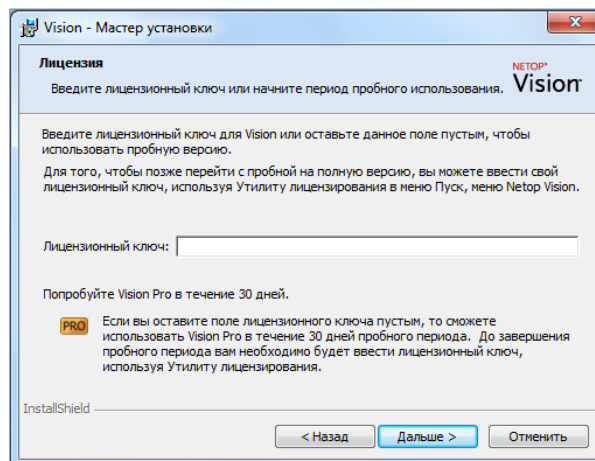 Vision - Мастер установки
Лицензия
Введите лицензионный ключ или начните период пробного использования.
NETOP*
Vision
Введите лицензионный ключ для Vision или оставьте данное поле пустым, чтобы
использовать пробную версию.
Для того, чтобы позже перейти с пробной на полную версию, вы можете ввести свой
лицензионный ключ, используя Утилиту лицензирования в меню Пуск, меню Netop Vision.
Лицензионный ключ:
Попробуйте Vision Pro в течение 30 дней.
PRO
Если вы оставите поле лицензионного ключа пустым, то сможете
использовать Vision Pro в течение 30 дней пробного периода. До завершения
пробного периода вам необходимо будет ввести лицензионный ключ,
используя Утилиту лицензирования.
InstallShield
< Назад
Дальше >
Отменить